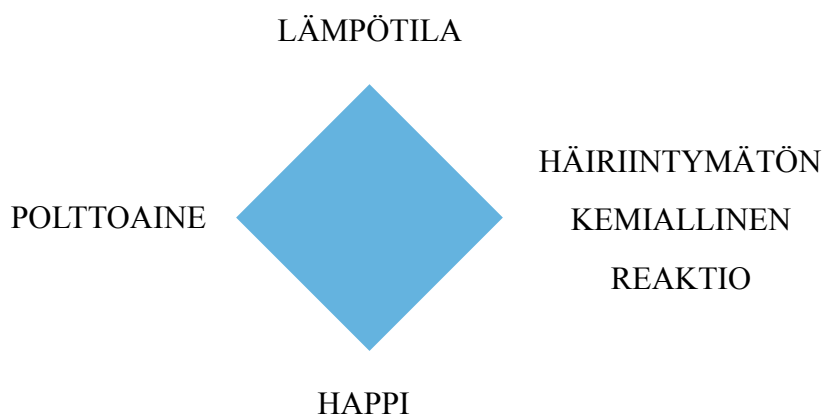 LÄMPÖTILA
POLTTOAINE
HÄIRIINTYMÄTÖN
KEMIALLINEN
REAKTIO
HAPPI